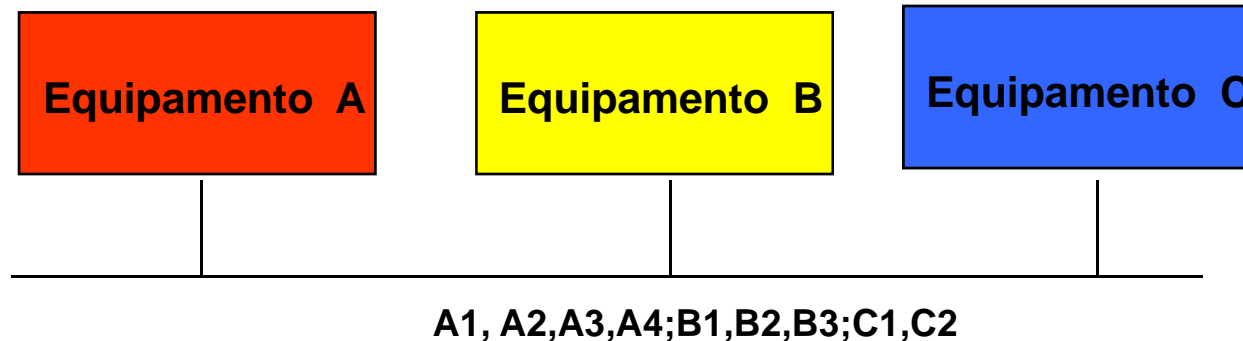 Equipamento A
Equipamento B
Equipamento C
A1, A2,A3,A4;B1,B2,B3;C1,C2